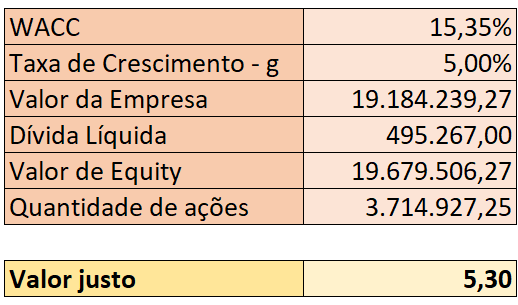 WACC 15,35%
Taxa de Crescimento - g 5,00%
Valor da Empresa 19.184.239,27
Dívida Líquida 495.267,00
Valor de Equity 19.679.506,27
Quantidade de ações 3.714.927,25
Valor justo 5,30